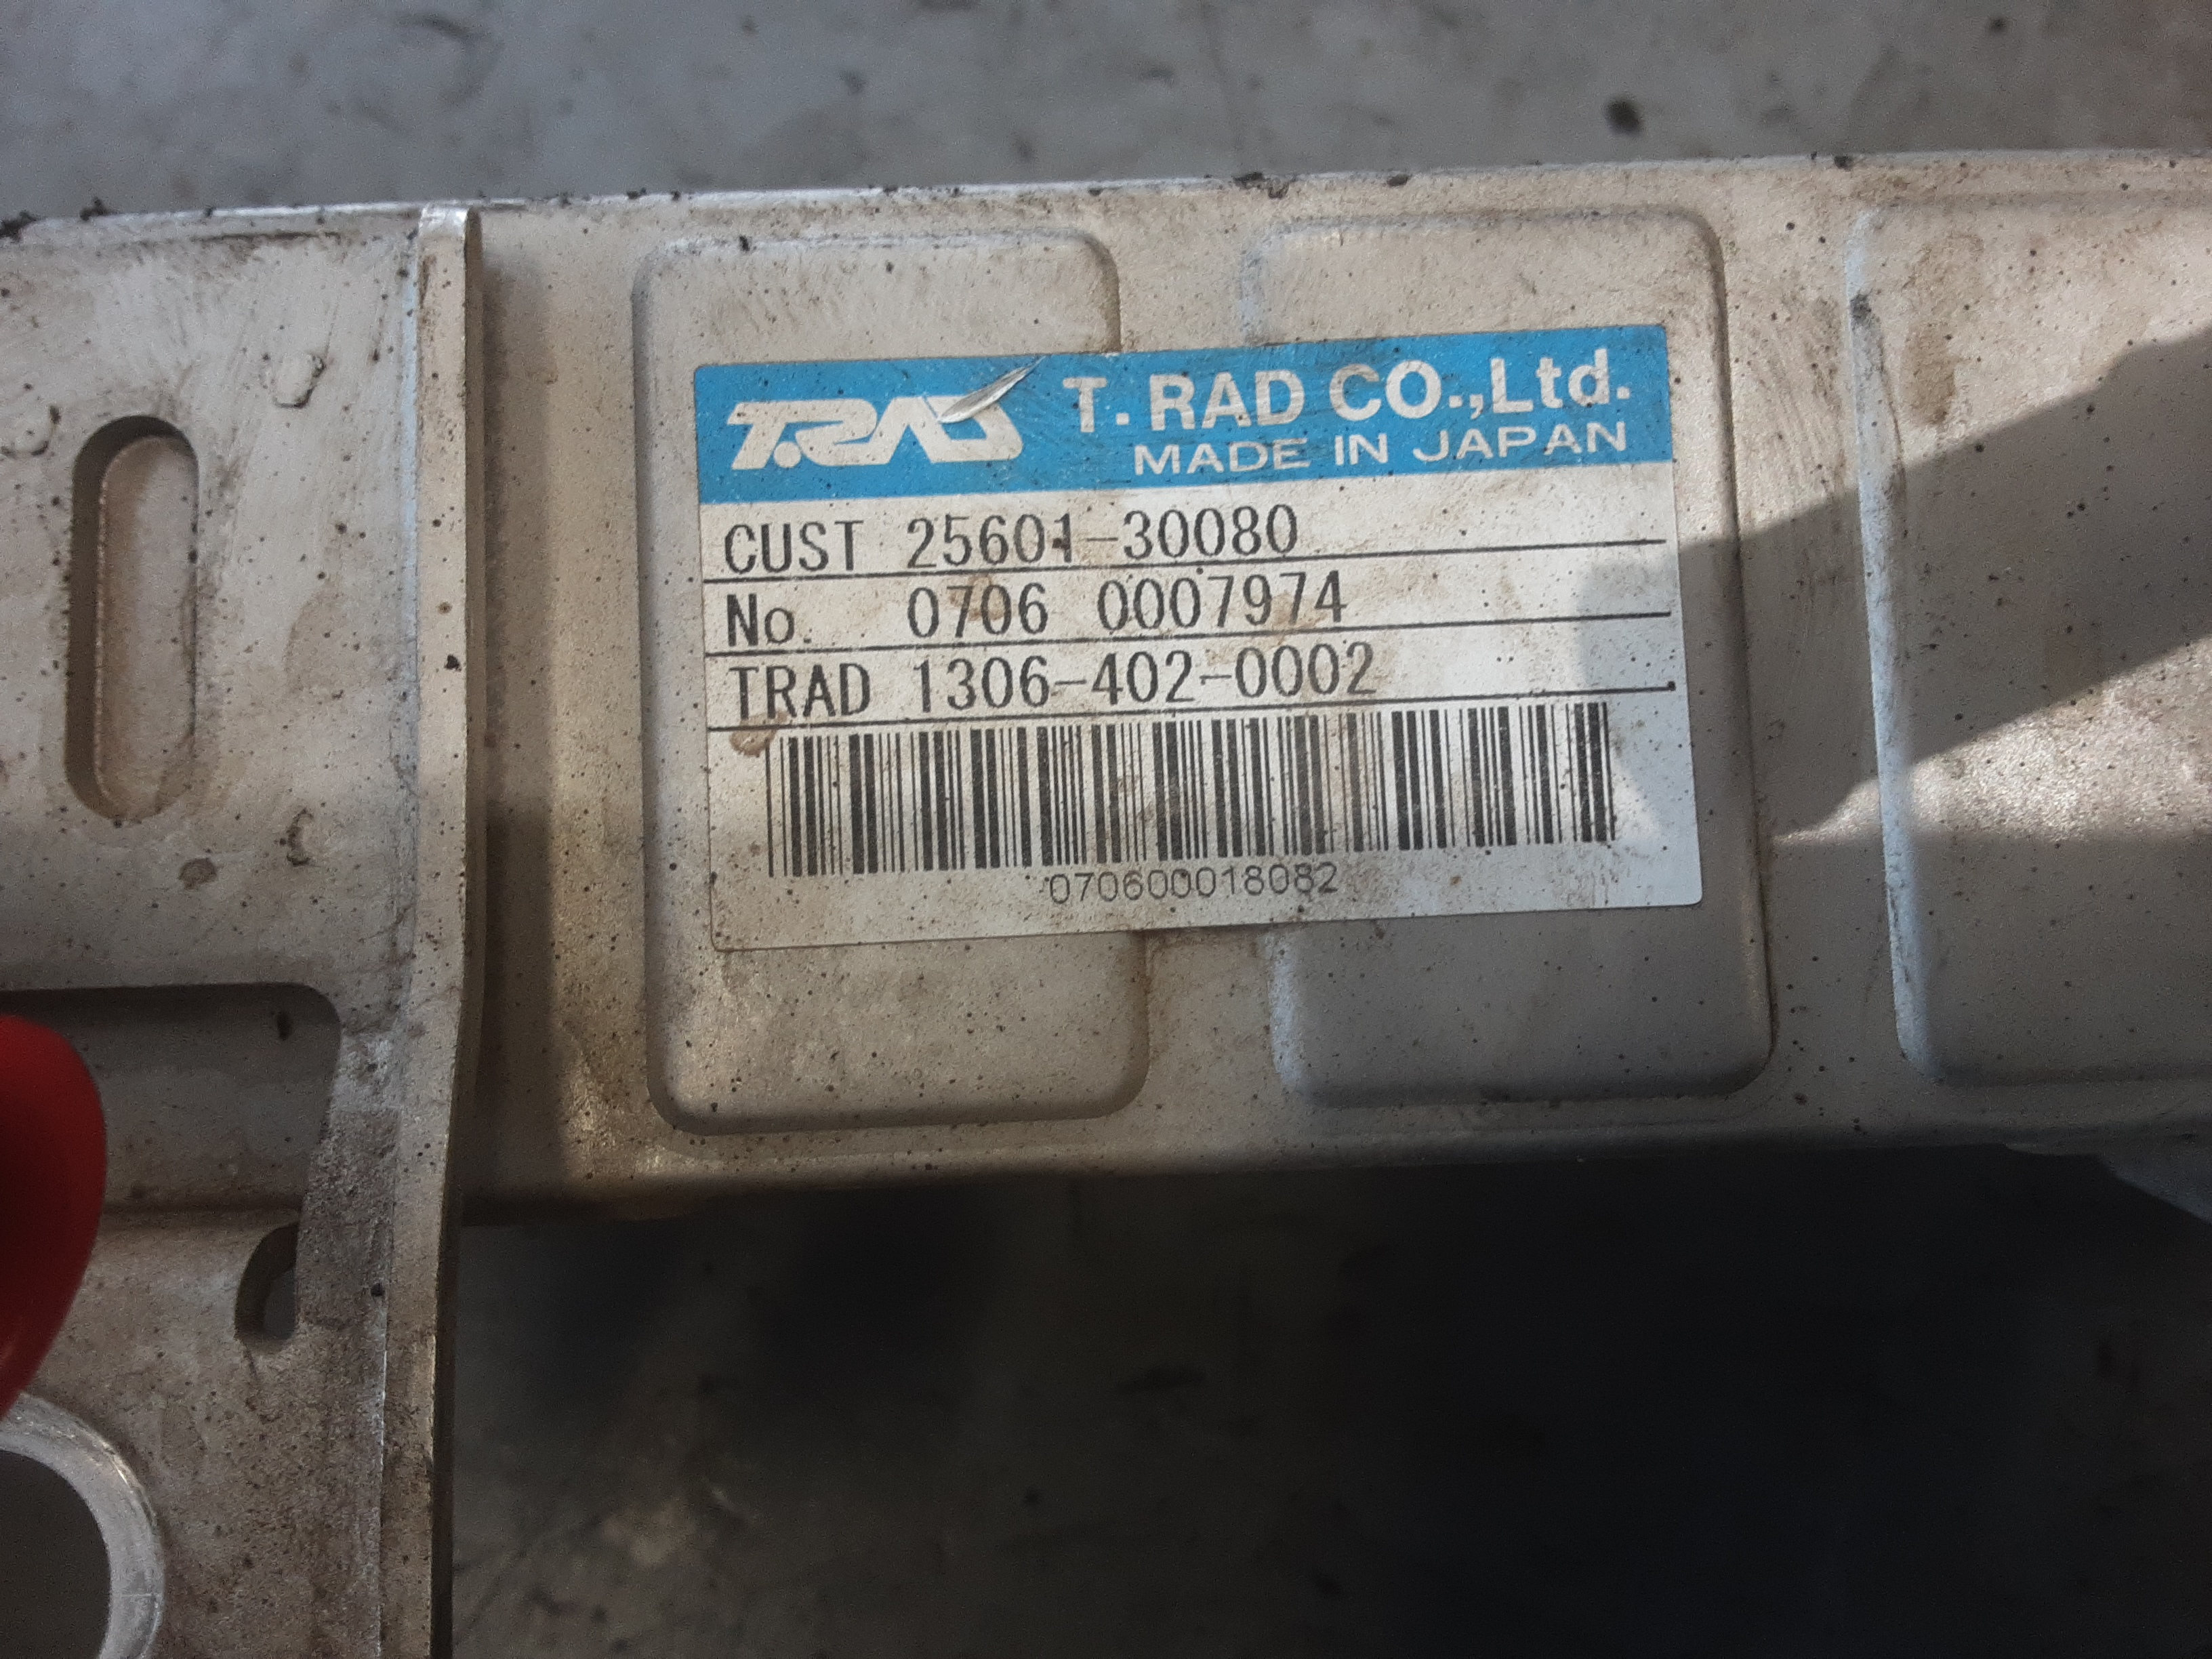 T.RAD T. RAD CO.,Ltd.
MADE IN JAPAN
CUST 25601-30080
No. 0706 0007974
TRAD 1306-402-0002
070600018082